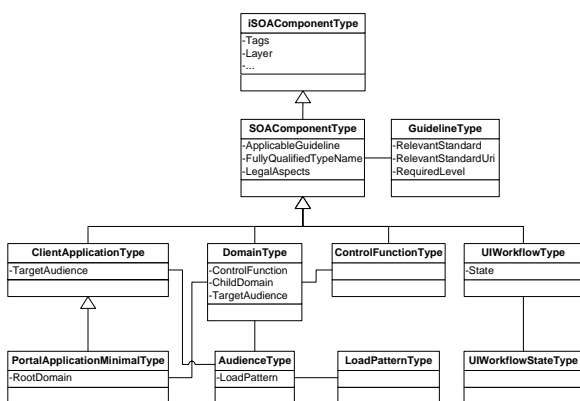 iSOAComponentType
-Tags
-Layer
-...
SOAComponentType
-ApplicableGuideline
-FullyQualifiedTypeName
-LegalAspects
GuidelineType
-RelevantStandard
-RelevantStandardUri
-RequiredLevel
ClientApplicationType
-TargetAudience
DomainType
-ControlFunction
-ChildDomain
-TargetAudience
ControlFunctionType
UIWorkflowType
-State
PortalApplicationMinimalType
-RootDomain
AudienceType
-LoadPattern
LoadPatternType
UIWorkflowStateType